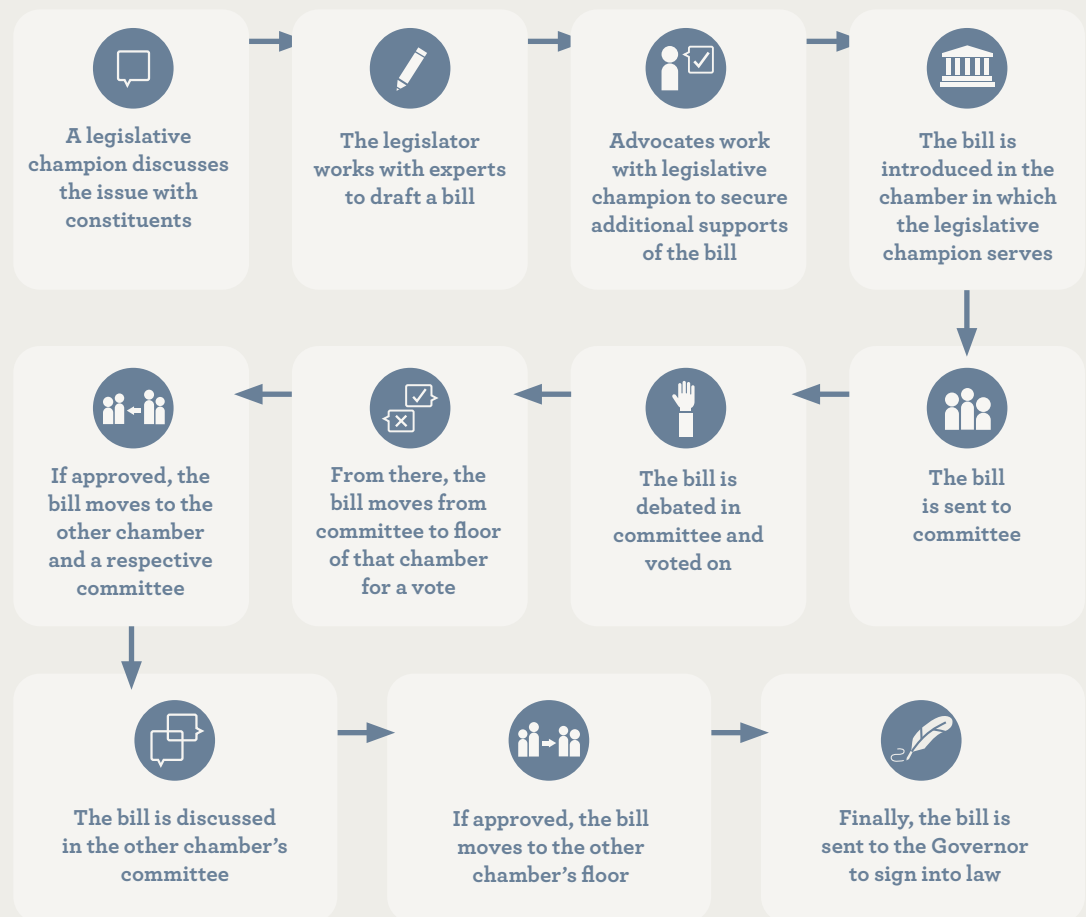 A legislative
champion discusses
the issue with
constituents
The legislator
works with experts
to draft a bill
Advocates work
with legislative
champion to secure
additional supports
of the bill
The bill is
introduced in the
chamber in which
the legislative
champion serves
The bill
is sent to
committee
The bill is
debated in
committee and
voted on
From there, the
bill moves from
committee to floor
of that chamber
for a vote
If approved, the
bill moves to the
other chamber
and a respective
committee
The bill is discussed
in the other chamber’s
committee
If approved, the bill
moves to the other
chamber’s floor
Finally, the bill is
sent to the Governor
to sign into law